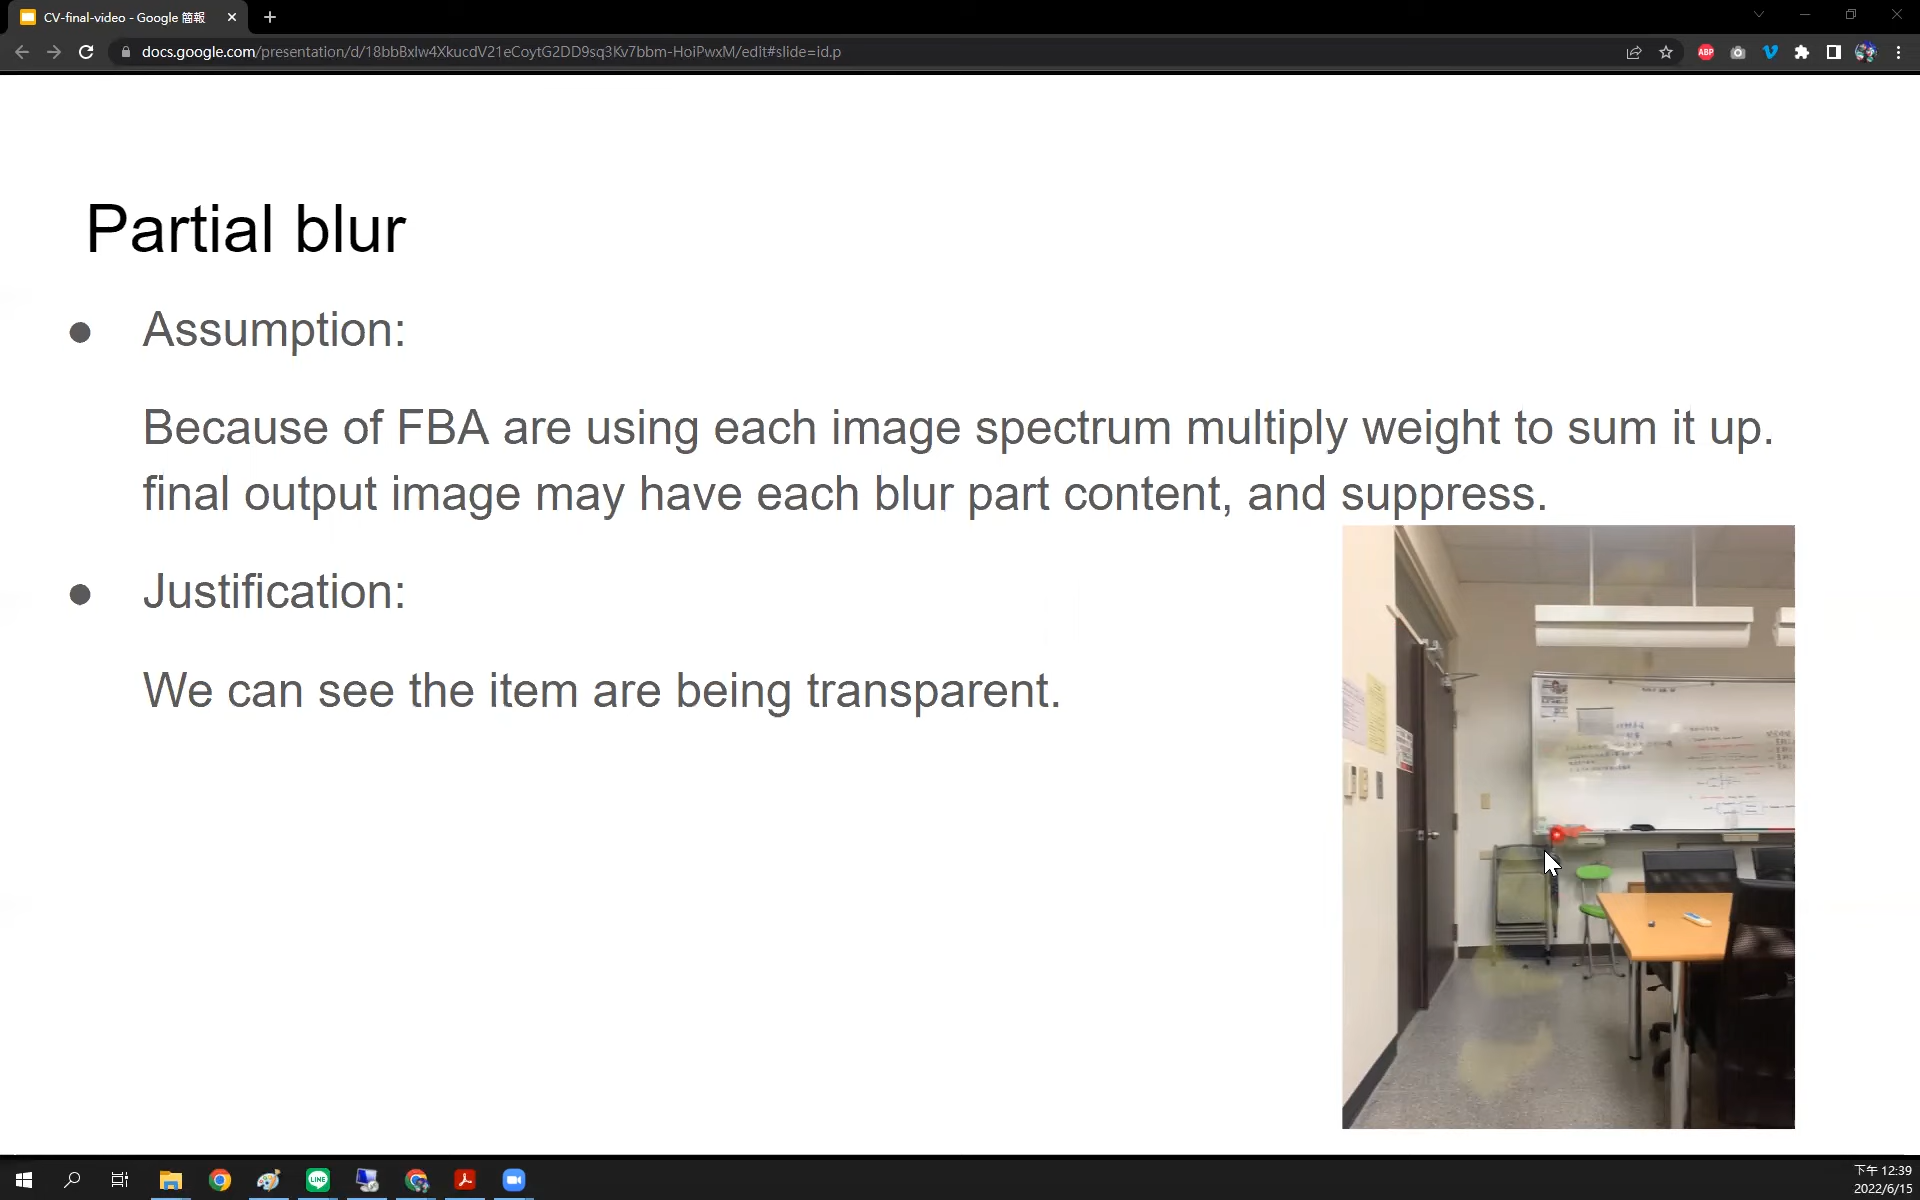 CV-final-video - Google 簡報
docs.google.com/presentation/d/18bbBxlw4XkucdV21eCoytG2DD9sq3Kv7bbm-HoiPwxM/edit#slide=id.p
ABP
Partial blur
● Assumption:
Because of FBA are using each image spectrum multiply weight to sum it up.
final output image may have each blur part content, and suppress.
● Justification:
We can see the item are being transparent.
LINE
下午 12:39
2022/6/15